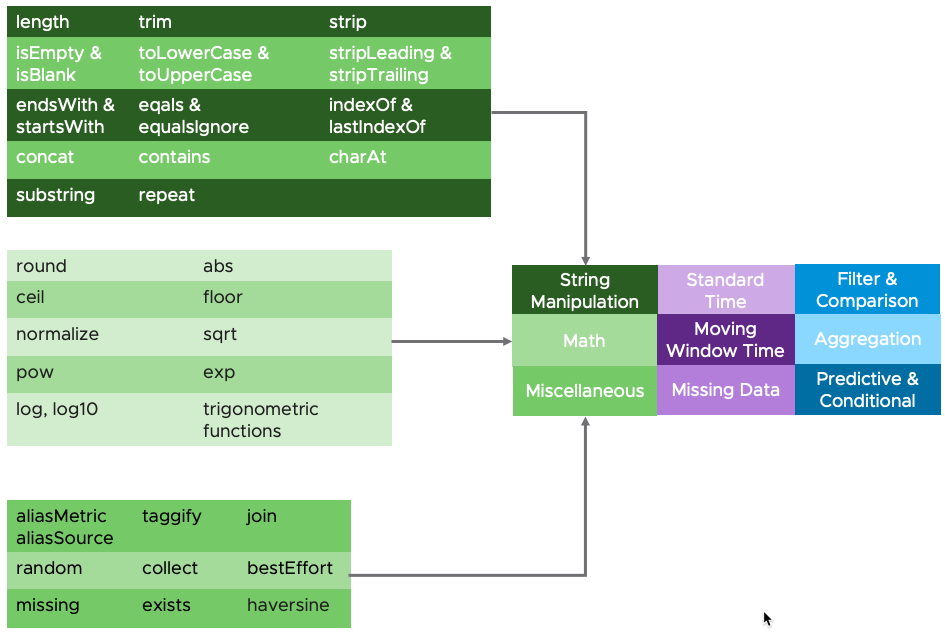 length trim strip
isEmpty & toLowerCase & stripLeading &
isBlank toUpperCase stripTrailing
endsWith & eqals & indexOf &
startsWith equalsIgnore lastIndexOf
concat contains charAt
substring repeat
round abs
ceil floor
normalize sqrt
pow exp
log, log10 trigonometric
functions
aliasMetric taggify join
aliasSource
random collect bestEffort
missing exists haversine
String Standard Filter &
Manipulation Time Comparison
Math Moving Aggregation
Window Time
Miscellaneous Missing Data Predictive &
Conditional